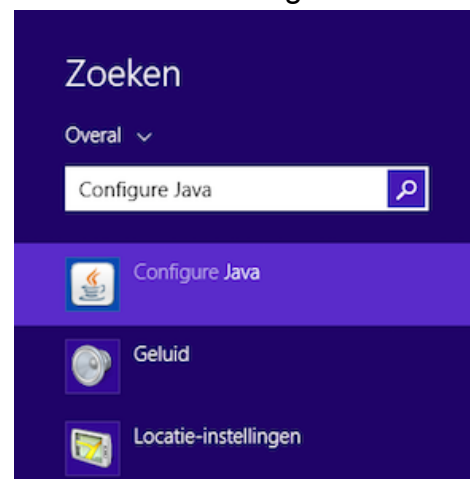 Zoeken
Overal
Configure Java
Configure Java
Geluid
Locatie-instellingen